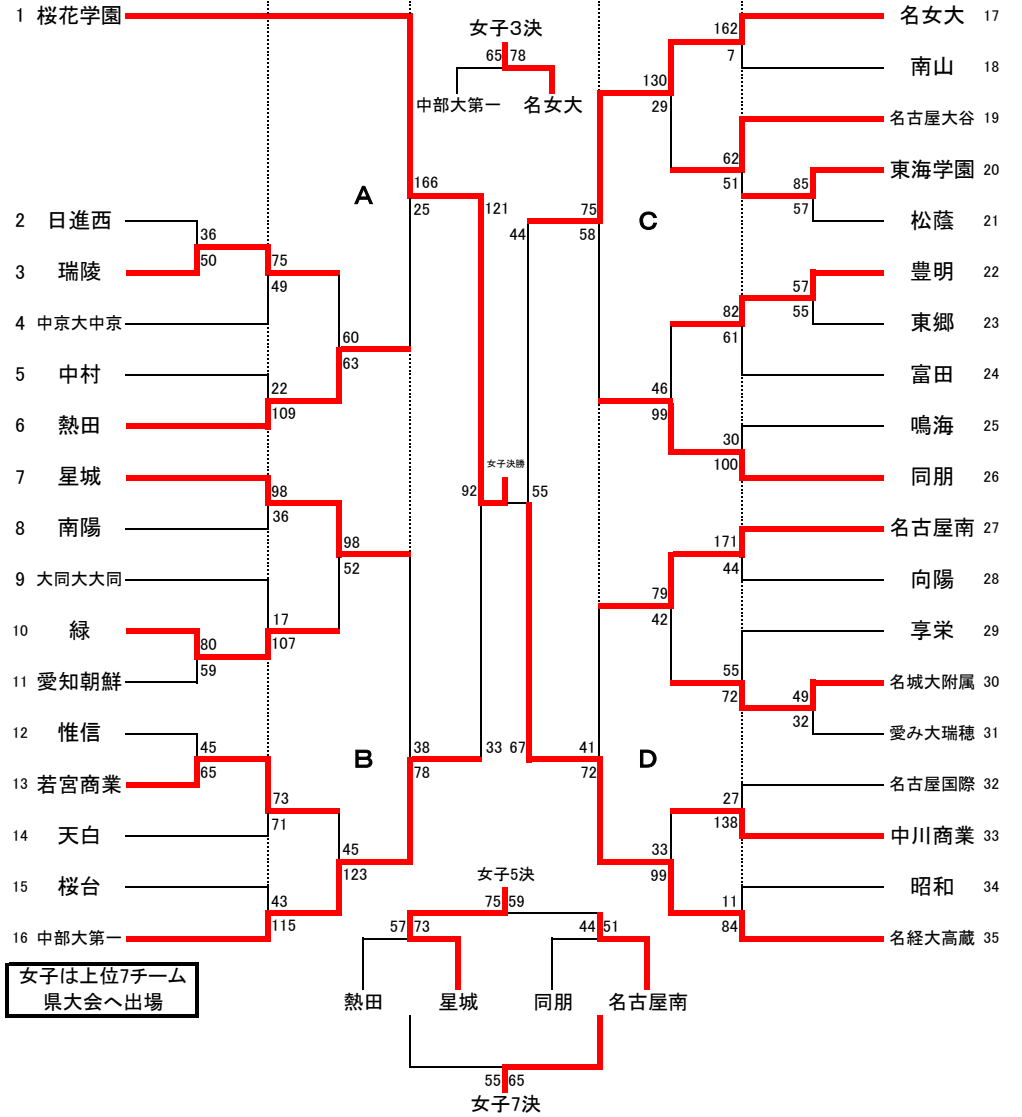 1 桜花学園
2 日進西
3 瑞陵
4 中京大中京
5 中村
6 熱田
7 星城
8 南陽
9 大同大大同
10 緑
11 愛知朝鮮
12 惟信
13 若宮商業
14 天白
15 桜台
16 中部大第一
36
50
75
49
22
109
98
36
17
107
80
59
45
65
73
71
43
115
60
63
98
52
45
123
A
166
25
B
38
78
121
33
女子3決
65 78
中部大第一 名女大
女子決勝
92 55
44
67
C
75
58
D
41
72
130
29
46
99
79
42
33
99
162
7
62
51
85
57
57
55
82
61
30
100
171
44
55
72
49
32
27
138
11
84
名女大 17
南山 18
名古屋大谷 19
東海学園 20
松蔭 21
豊明 22
東郷 23
富田 24
鳴海 25
同朋 26
名古屋南 27
向陽 28
享栄 29
名城大附属 30
愛み大瑞穂 31
名古屋国際 32
中川商業 33
昭和 34
名経大高蔵 35
女子は上位7チーム
県大会へ出場
女子5決
75 59
57 73 44 51
熱田 星城 同朋 名古屋南
55 65
女子7決